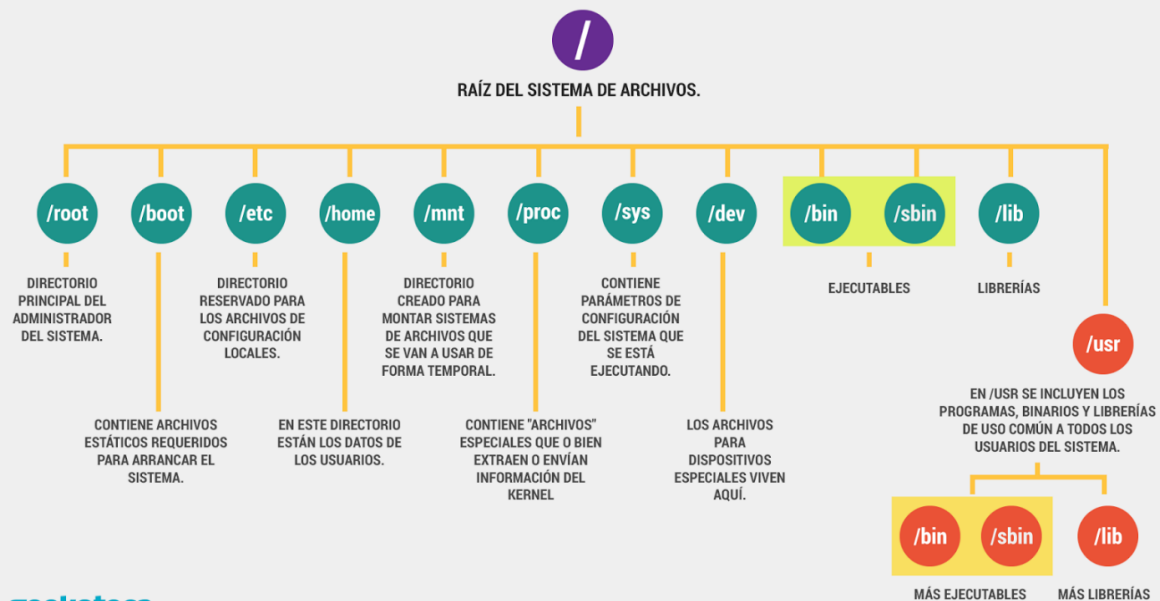 /
RAÍZ DEL SISTEMA DE ARCHIVOS.
/root
/boot
/etc
/home
/mnt
/proc
/sys
/dev
/bin
/sbin
/lib
DIRECTORIO
PRINCIPAL DEL
ADMINISTRADOR
DEL SISTEMA.
DIRECTORIO
RESERVADO PARA
LOS ARCHIVOS DE
CONFIGURACIÓN
LOCALES.
DIRECTORIO
CREADO PARA
MONTAR SISTEMAS
DE ARCHIVOS QUE
SE VAN A USAR DE
FORMA TEMPORAL.
CONTIENE
PARÁMETROS DE
CONFIGURACIÓN
DEL SISTEMA QUE
SE ESTÁ
EJECUTANDO.
EJECUTABLES
LIBRERÍAS
/usr
EN /USR SE INCLUYEN LOS
PROGRAMAS, BINARIOS Y LIBRERÍAS
DE USO COMÚN A TODOS LOS
USUARIOS DEL SISTEMA.
CONTIENE ARCHIVOS
ESTÁTICOS REQUERIDOS
PARA ARRANCAR EL
SISTEMA.
EN ESTE DIRECTORIO
ESTÁN LOS DATOS DE
LOS USUARIOS.
CONTIENE "ARCHIVOS"
ESPECIALES QUE O BIEN
EXTRAEN O ENVÍAN
INFORMACIÓN DEL
KERNEL
LOS ARCHIVOS
PARA
DISPOSITIVOS
ESPECIALES VIVEN
AQUÍ.
/bin
/sbin
/lib
MÁS EJECUTABLES
MÁS LIBRERÍAS